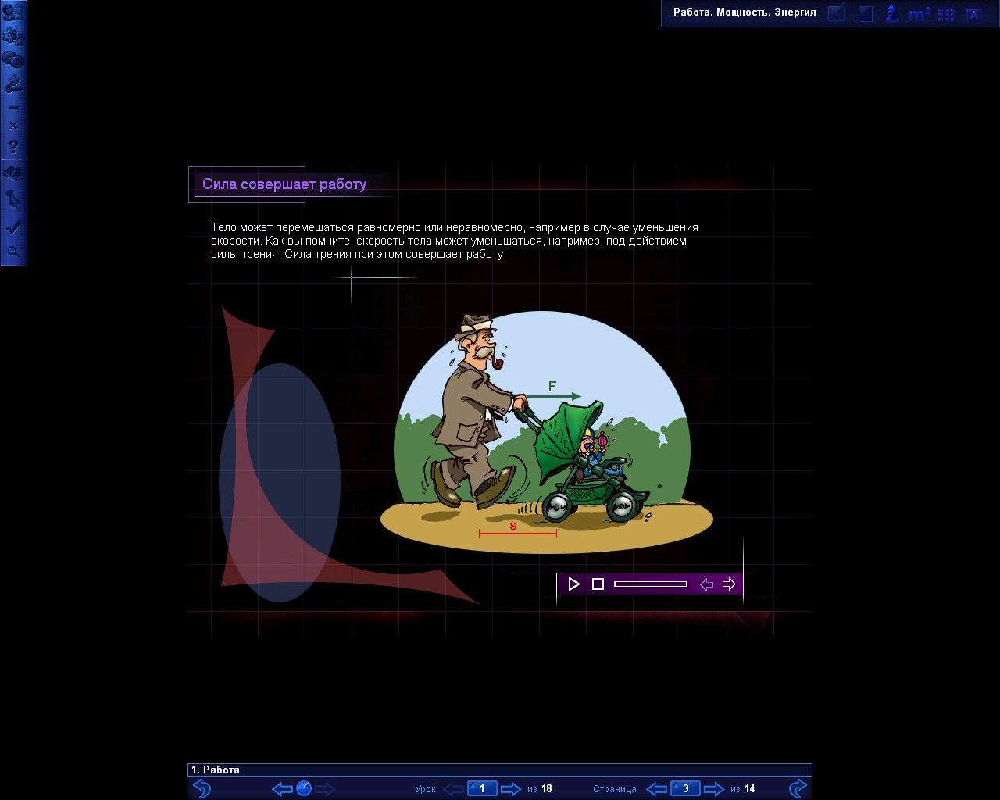 Работа. Мощность. Энергия
m²
A
?
Сила совершает работу
Тело может перемещаться равномерно или неравномерно, например в случае уменьшения
скорости. Как вы помните, скорость тела может уменьшаться, например, под действием
силы трения. Сила трения при этом совершает работу.
F
s
1. Работа
Урок 1 из 18 Страница 3 из 14